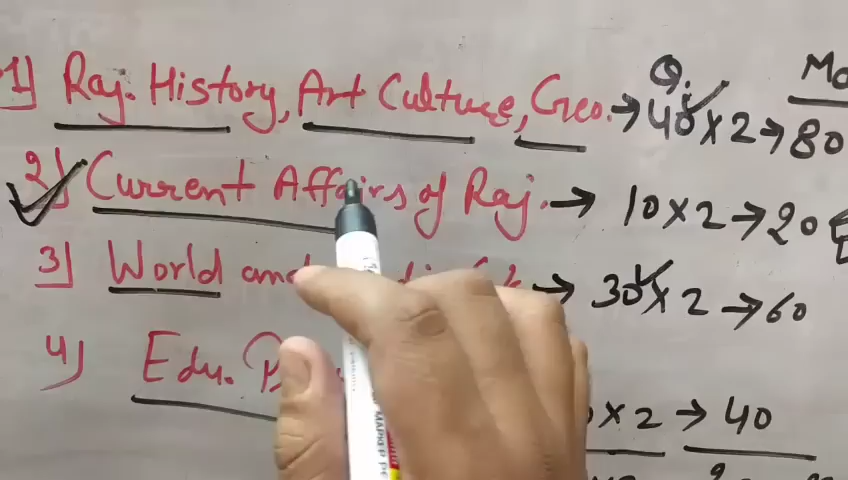 Q. Ma
1) Raj. History, Art Culture, Geo. → 40 x 2 → 80
2) Current Affairs of Raj. → 10 x 2 → 20
3) World and → 30 x 2 → 60
4) Edu. x 2 → 40